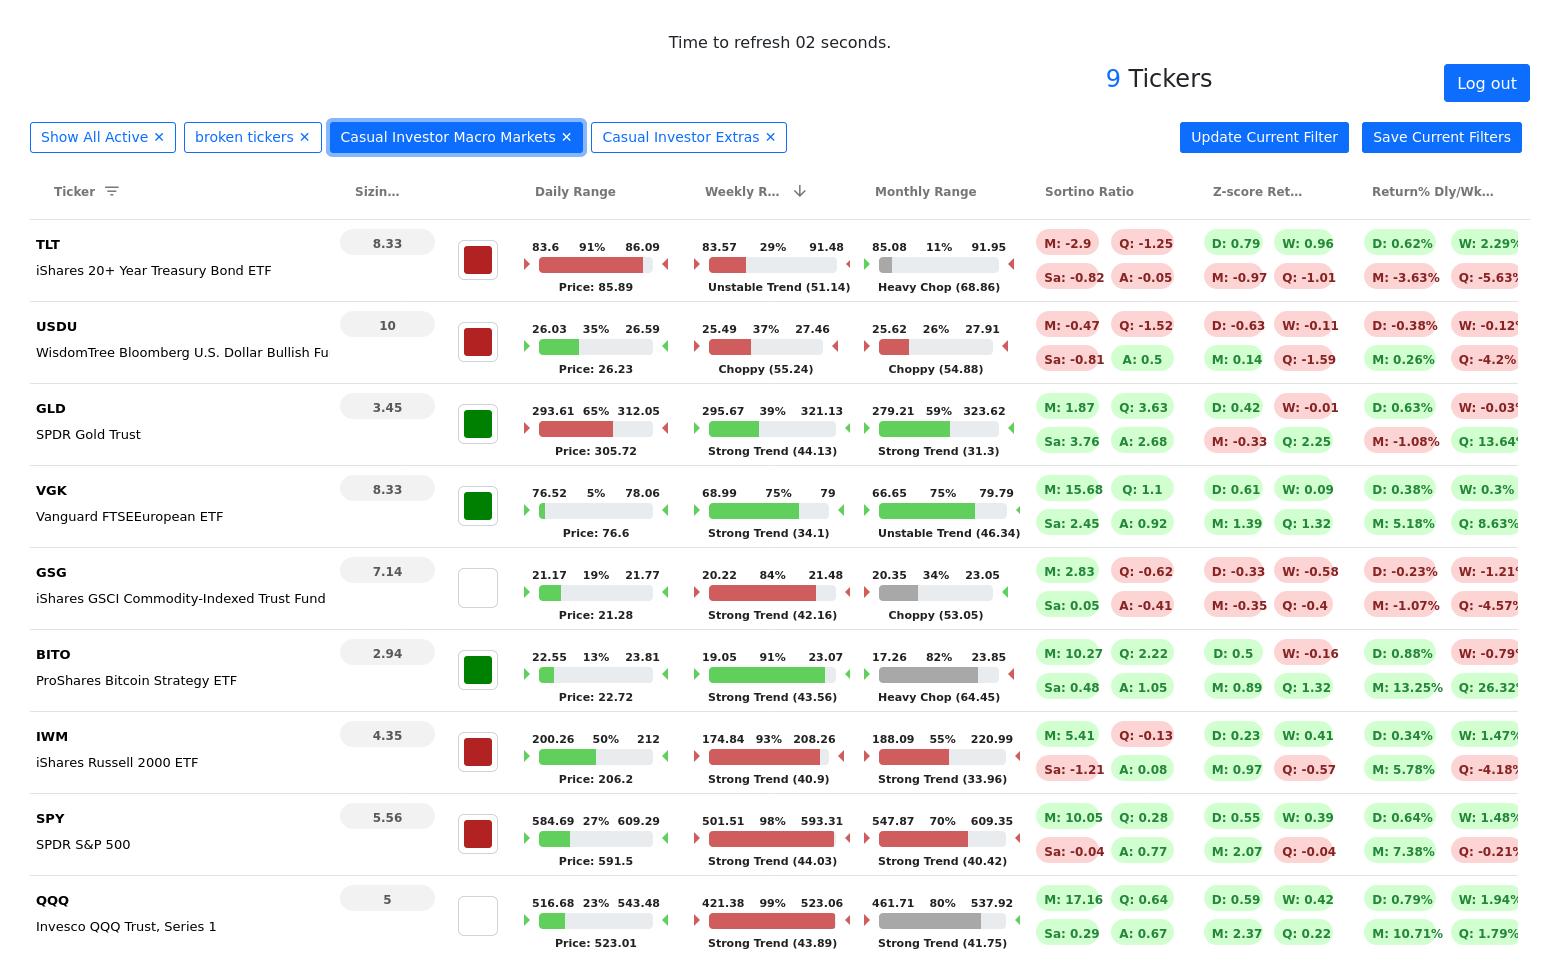 Time to refresh 02 seconds.
9 Tickers
Log out
Show All Active ✕ broken tickers ✕ Casual Investor Macro Markets ✕ Casual Investor Extras ✕ Update Current Filter Save Current Filters
Ticker Sizin… Daily Range Weekly R… Monthly Range Sortino Ratio Z-score Ret… Return% Dly/Wk…
TLT 8.33 83.6 91% 86.09 83.57 29% 91.48 85.08 11% 91.95 M: -2.9 Q: -1.25 D: 0.79 W: 0.96 D: 0.62% W: 2.29%
iShares 20+ Year Treasury Bond ETF Price: 85.89 Unstable Trend (51.14) Heavy Chop (68.86) Sa: -0.82 A: -0.05 M: -0.97 Q: -1.01 M: -3.63% Q: -5.63%
USDU 10 26.03 35% 26.59 25.49 37% 27.46 25.62 26% 27.91 M: -0.47 Q: -1.52 D: -0.63 W: -0.11 D: -0.38% W: -0.12%
WisdomTree Bloomberg U.S. Dollar Bullish Fu Price: 26.23 Choppy (55.24) Choppy (54.88) Sa: -0.81 A: 0.5 M: 0.14 Q: -1.59 M: 0.26% Q: -4.2%
GLD 3.45 293.61 65% 312.05 295.67 39% 321.13 279.21 59% 323.62 M: 1.87 Q: 3.63 D: 0.42 W: -0.01 D: 0.63% W: -0.03%
SPDR Gold Trust Price: 305.72 Strong Trend (44.13) Strong Trend (31.3) Sa: 3.76 A: 2.68 M: -0.33 Q: 2.25 M: -1.08% Q: 13.64%
VGK 8.33 76.52 5% 78.06 68.99 75% 79 66.65 75% 79.79 M: 15.68 Q: 1.1 D: 0.61 W: 0.09 D: 0.38% W: 0.3%
Vanguard FTSEEuropean ETF Price: 76.6 Strong Trend (34.1) Unstable Trend (46.34) Sa: 2.45 A: 0.92 M: 1.39 Q: 1.32 M: 5.18% Q: 8.63%
GSG 7.14 21.17 19% 21.77 20.22 84% 21.48 20.35 34% 23.05 M: 2.83 Q: -0.62 D: -0.33 W: -0.58 D: -0.23% W: -1.21%
iShares GSCI Commodity-Indexed Trust Fund Price: 21.28 Strong Trend (42.16) Choppy (53.05) Sa: 0.05 A: -0.41 M: -0.35 Q: -0.4 M: -1.07% Q: -4.57%
BITO 2.94 22.55 13% 23.81 19.05 91% 23.07 17.26 82% 23.85 M: 10.27 Q: 2.22 D: 0.5 W: -0.16 D: 0.88% W: -0.79%
ProShares Bitcoin Strategy ETF Price: 22.72 Strong Trend (43.56) Heavy Chop (64.45) Sa: 0.48 A: 1.05 M: 0.89 Q: 1.32 M: 13.25% Q: 26.32%
IWM 4.35 200.26 50% 212 174.84 93% 208.26 188.09 55% 220.99 M: 5.41 Q: -0.13 D: 0.23 W: 0.41 D: 0.34% W: 1.47%
iShares Russell 2000 ETF Price: 206.2 Strong Trend (40.9) Strong Trend (33.96) Sa: -1.21 A: 0.08 M: 0.97 Q: -0.57 M: 5.78% Q: -4.18%
SPY 5.56 584.69 27% 609.29 501.51 98% 593.31 547.87 70% 609.35 M: 10.05 Q: 0.28 D: 0.55 W: 0.39 D: 0.64% W: 1.48%
SPDR S&P 500 Price: 591.5 Strong Trend (44.03) Strong Trend (40.42) Sa: -0.04 A: 0.77 M: 2.07 Q: -0.04 M: 7.38% Q: -0.21%
QQQ 5 516.68 23% 543.48 421.38 99% 523.06 461.71 80% 537.92 M: 17.16 Q: 0.64 D: 0.59 W: 0.42 D: 0.79% W: 1.94%
Invesco QQQ Trust, Series 1 Price: 523.01 Strong Trend (43.89) Strong Trend (41.75) Sa: 0.29 A: 0.67 M: 2.37 Q: 0.22 M: 10.71% Q: 1.79%